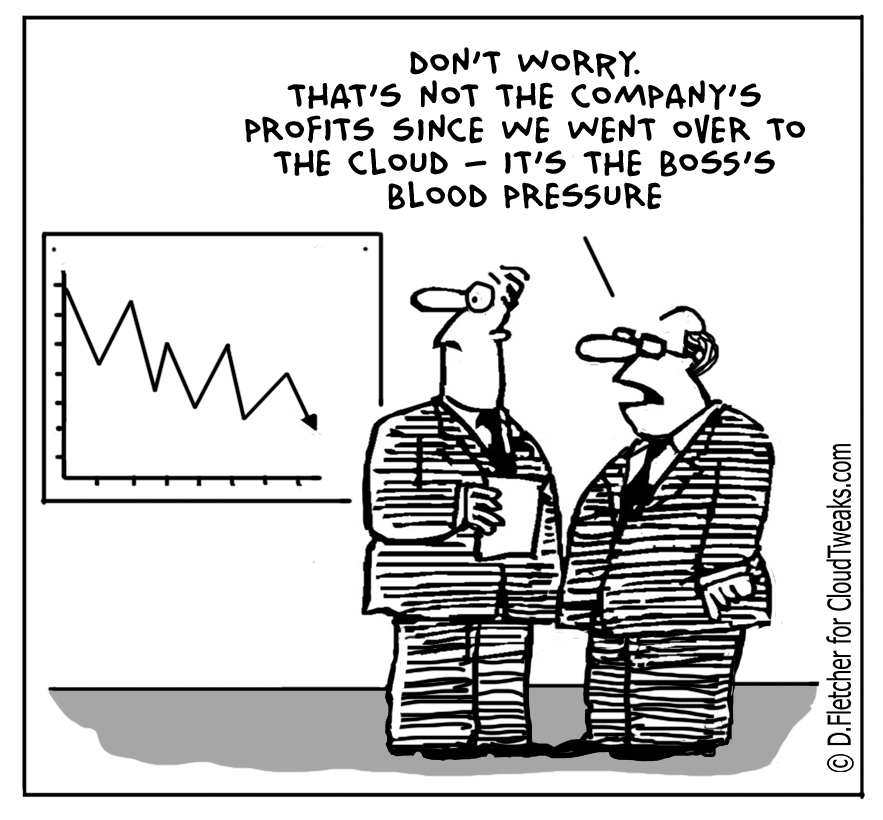 DON'T WORRY.
THAT'S NOT THE COMPANY'S
PROFITS SINCE WE WENT OVER TO
THE CLOUD – IT'S THE BOSS'S
BLOOD PRESSURE
© D.Fletcher for CloudTweaks.com